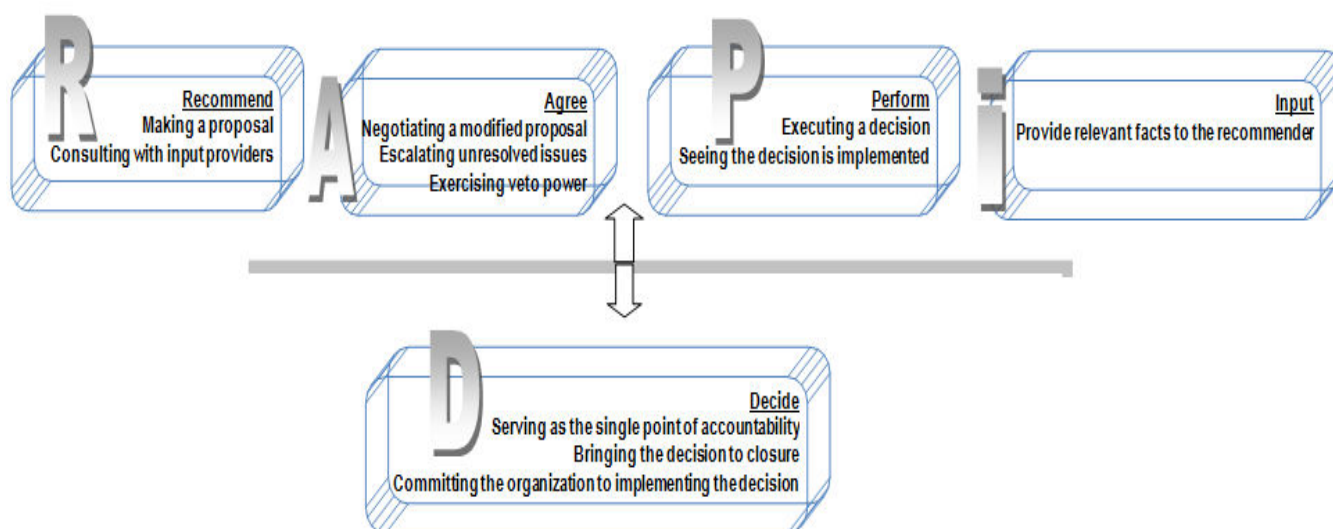 R
Recommend
Making a proposal
Consulting with input providers
A
Agree
Negotiating a modified proposal
Escalating unresolved issues
Exercising veto power
P
Perform
Executing a decision
Seeing the decision is implemented
i
Input
Provide relevant facts to the recommender
D
Decide
Serving as the single point of accountability
Bringing the decision to closure
Committing the organization to implementing the decision